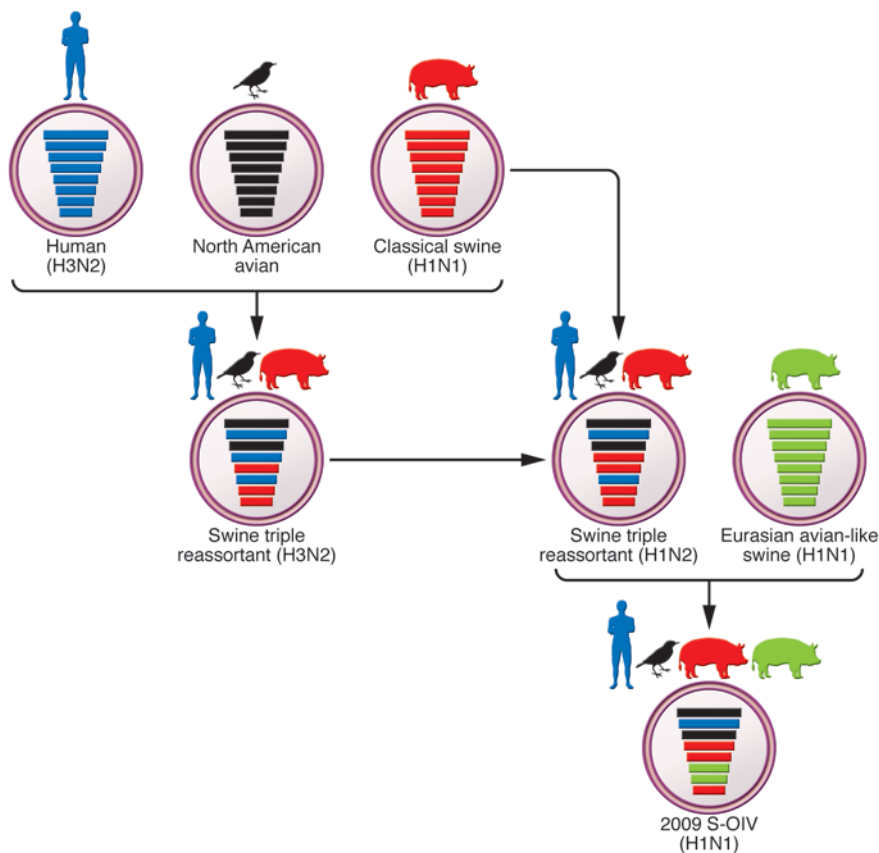 Human
(H3N2)
North American
avian
Classical swine
(H1N1)
Swine triple
reassortant (H3N2)
Swine triple
reassortant (H1N2)
Eurasian avian-like
swine (H1N1)
2009 S-OIV
(H1N1)